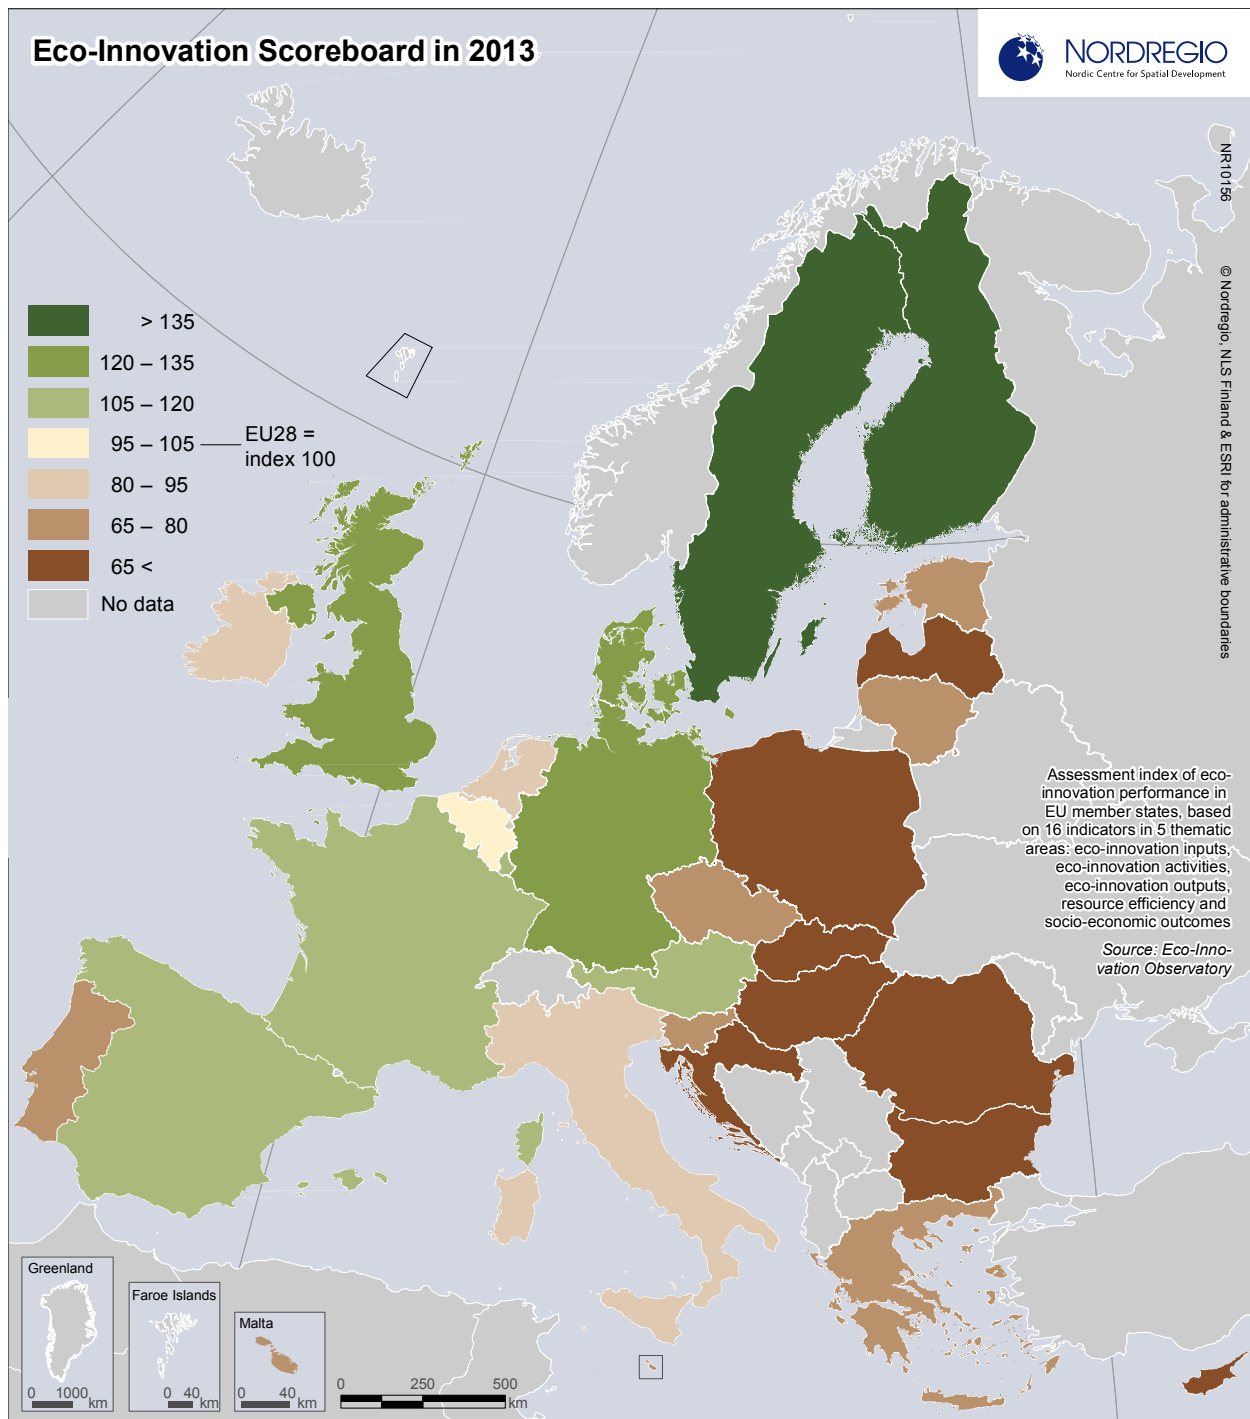 Eco-Innovation Scoreboard in 2013
NORDREGIO
Nordic Centre for Spatial Development
NR10156
© Nordregio, NLS Finland & ESRI for administrative boundaries
> 135
120 – 135
105 – 120
95 – 105
EU28 =
index 100
80 – 95
65 – 80
65 <
No data
Assessment index of eco-
innovation performance in
EU member states, based
on 16 indicators in 5 thematic
areas: eco-innovation inputs,
eco-innovation activities,
eco-innovation outputs,
resource efficiency and
socio-economic outcomes
Source: Eco-Inno-
vation Observatory
Greenland
0 1000 km
Faroe Islands
0 40 km
Malta
0 40 km
0 250 500
km